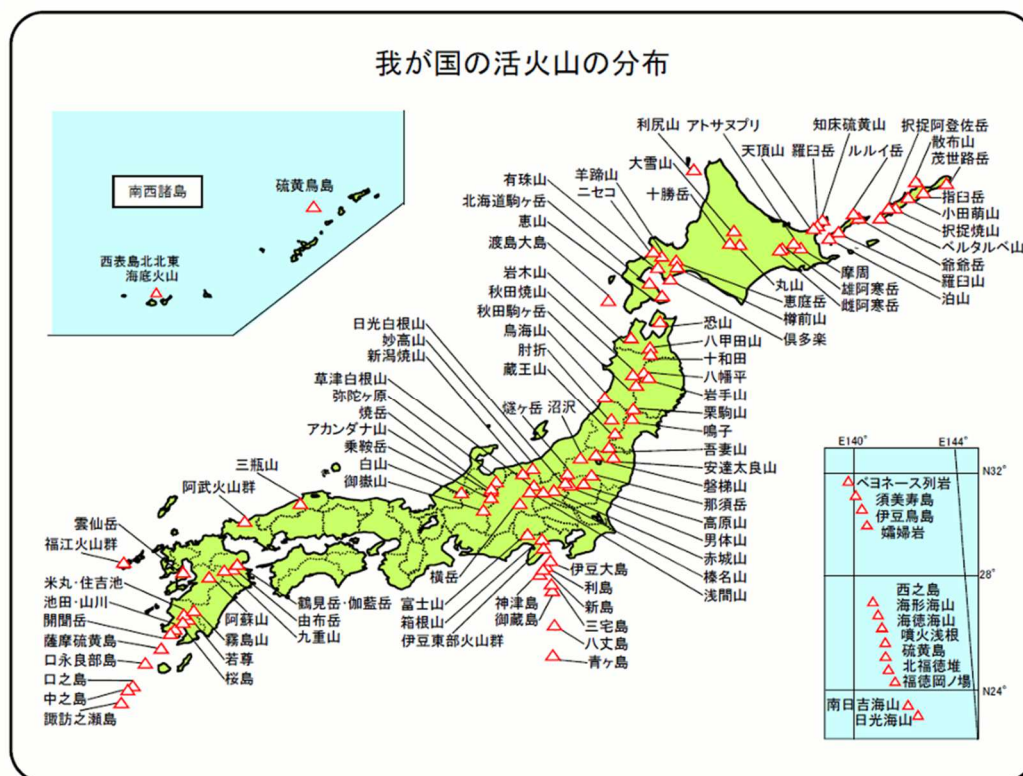 我が国の活火山の分布
南西諸島
硫黄鳥島
西表島北北東
海底火山
利尻山
アトサヌプリ
知床硫黄山
択捉阿登佐岳
散布山
茂世路岳
天頂山
羅臼岳
ルルイ岳
大雪山
十勝岳
羊蹄山
ニセコ
有珠山
北海道駒ヶ岳
恵山
渡島大島
指臼岳
小田萌山
択捉焼山
ベルタルベ山
爺爺岳
羅臼山
泊山
摩周
雄阿寒岳
雌阿寒岳
丸山
恵庭岳
樽前山
倶多楽
岩木山
秋田焼山
秋田駒ヶ岳
鳥海山
肘折
蔵王山
恐山
八甲田山
十和田
八幡平
岩手山
栗駒山
鳴子
吾妻山
安達太良山
磐梯山
那須岳
高原山
男体山
赤城山
榛名山
浅間山
日光白根山
妙高山
新潟焼山
草津白根山
弥陀ヶ原
焼岳
アカンダナ山
乗鞍岳
白山
御嶽山
燧ヶ岳
沼沢
三瓶山
阿武火山群
雲仙岳
福江火山群
米丸・住吉池
池田・山川
開聞岳
薩摩硫黄島
口永良部島
口之島
中之島
諏訪之瀬島
鶴見岳・伽藍岳
由布岳
九重山
阿蘇山
霧島山
若尊
桜島
横岳
富士山
箱根山
伊豆東部火山群
伊豆大島
利島
新島
神津島
御蔵島
三宅島
八丈島
青ヶ島
E140°
E144°
N32°
ベヨネース列岩
須美寿島
伊豆鳥島
孀婦岩
28°
西之島
海形海山
海徳海山
噴火浅根
硫黄島
北福徳堆
福徳岡ノ場
N24°
南日吉海山
日光海山